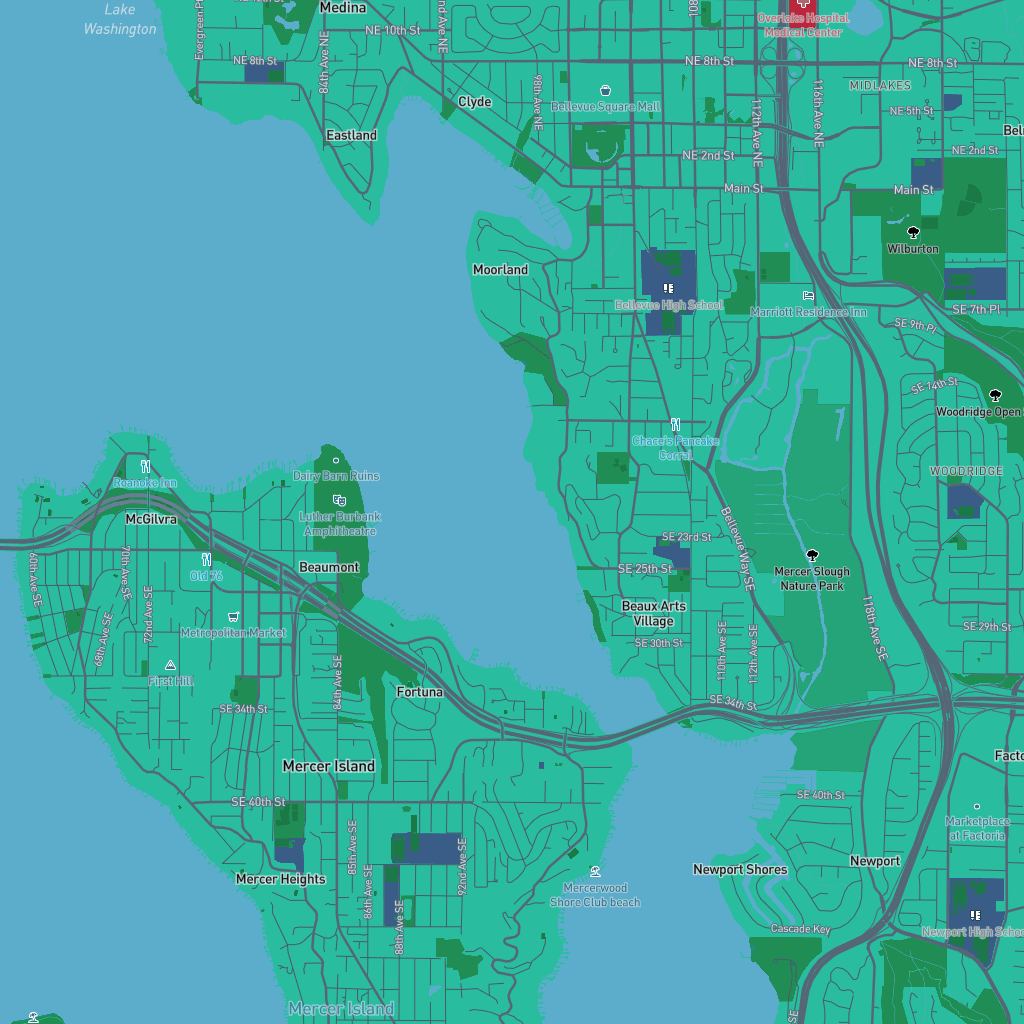 Lake
Washington
Medina
NE 10th St
84th Ave NE
NE 8th St
Overlake Hospital
Medical Center
NE 8th St
NE 8th St
MIDLAKES
116th Ave NE
Clyde
98th Ave NE
Bellevue Square Mall
112th Ave NE
NE 5th St
Eastland
NE 2nd St
NE 2nd St
Main St
Main St
Wilburton
Moorland
Bellevue High School
Marriott Residence Inn
SE 7th Pl
SE 9th Pl
SE 14th St
Woodridge Open
Chace's Pancake
Corral
WOODRIDGE
Roanoke Inn
Dairy Barn Ruins
McGilvra
Luther Burbank
Amphitheatre
Bellevue Way SE
SE 23rd St
Old 76
Beaumont
SE 25th St
Mercer Slough
Nature Park
60th Ave SE
70th Ave SE
72nd Ave SE
68th Ave SE
Metropolitan Market
Beaux Arts
Village
118th Ave SE
SE 29th St
SE 30th St
110th Ave SE
112th Ave SE
First Hill
84th Ave SE
Fortuna
SE 34th St
SE 34th St
Mercer Island
SE 40th St
SE 40th St
Marketplace
at Factoria
85th Ave SE
92nd Ave SE
86th Ave SE
88th Ave SE
Mercer Heights
Mercerwood
Shore Club beach
Newport Shores
Newport
Cascade Key
Mercer Island